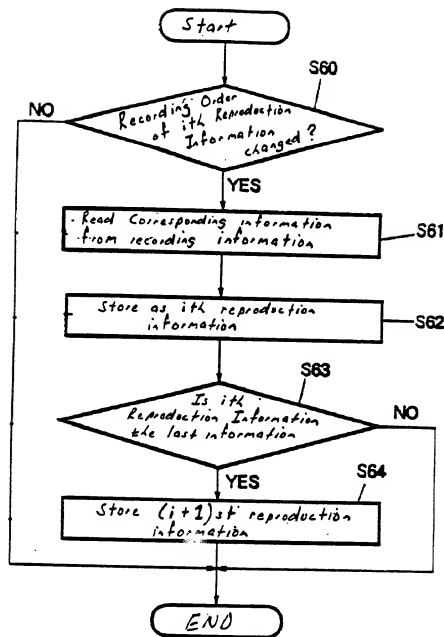 Start
S60
NO
Recording Order
of ith Reproduction
Information
changed?
YES
Read Corresponding information
from recording information
S61
Store as ith reproduction
information
S62
S63
Is ith
Reproduction Information
the last information
NO
YES
S64
Store (i+1)st reproduction
information
END